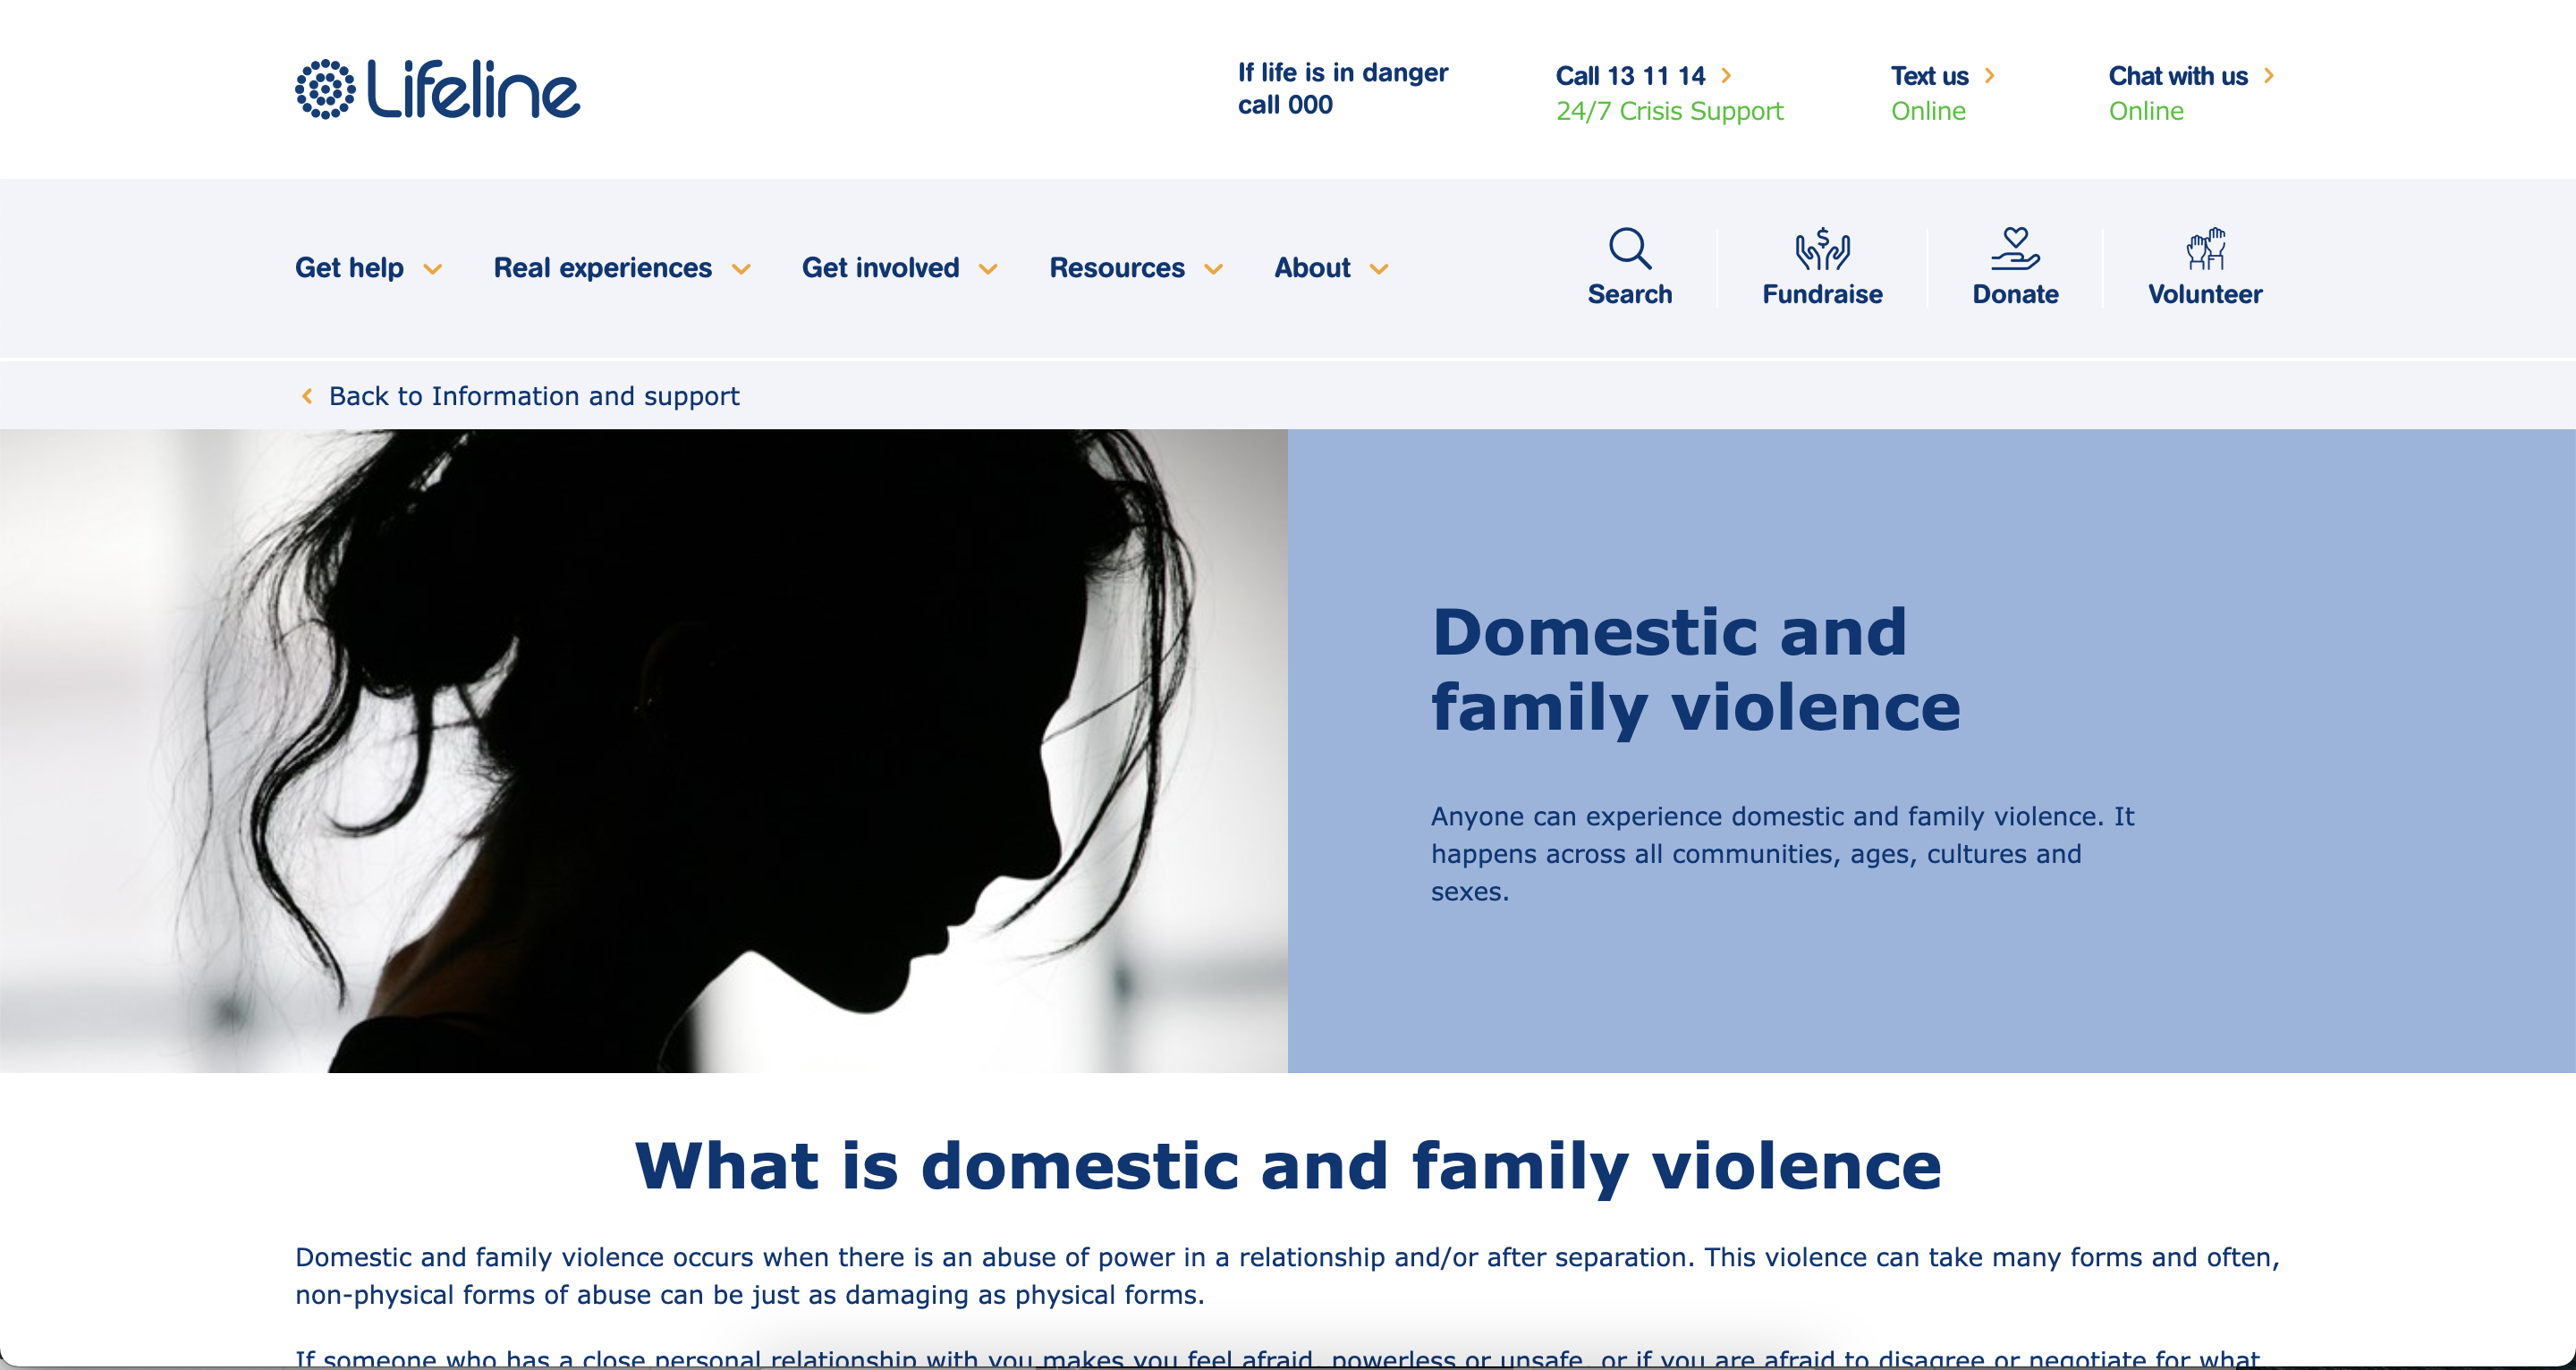 Lifeline
If life is in danger
call 000
Call 13 11 14
24/7 Crisis Support
Text us
Online
Chat with us
Online
Get help
Real experiences
Get involved
Resources
About
Search
Fundraise
Donate
Volunteer
Back to Information and support
Domestic and
family violence
Anyone can experience domestic and family violence. It
happens across all communities, ages, cultures and
sexes.
What is domestic and family violence
Domestic and family violence occurs when there is an abuse of power in a relationship and/or after separation. This violence can take many forms and often,
non-physical forms of abuse can be just as damaging as physical forms.
If someone who has a close personal relationship with you makes you feel afraid, powerless or unsafe, or if you are afraid to disagree or negotiate for what